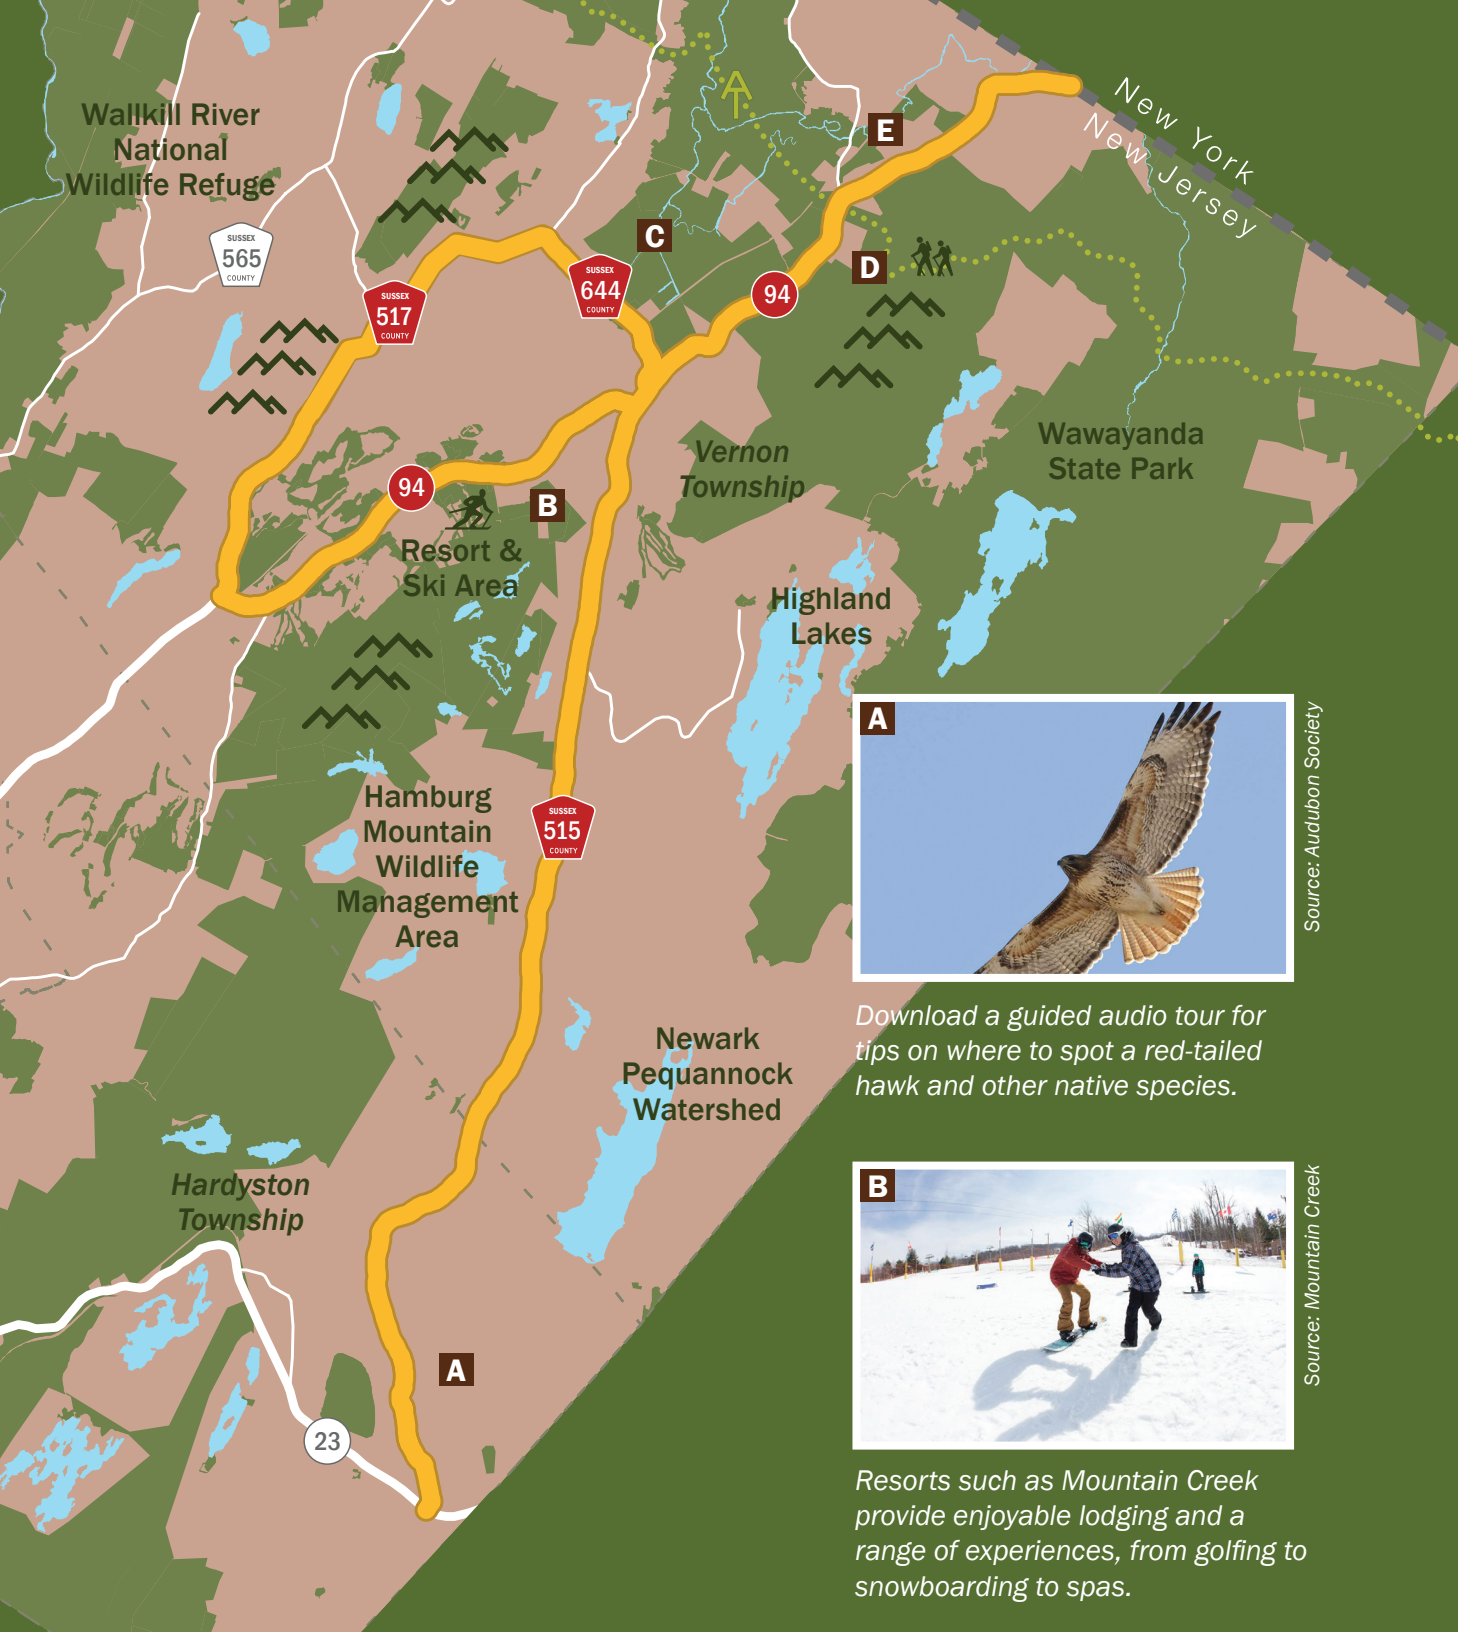 New York
New Jersey
Wallkill River
National
Wildlife Refuge
E
C
SUSSEX
565
COUNTY
D
SUSSEX
644
COUNTY
94
SUSSEX
517
COUNTY
Vernon
Township
Wawayanda
State Park
94
B
Resort &
Ski Area
Highland
Lakes
Hamburg
Mountain
Wildlife
Management
Area
SUSSEX
515
COUNTY
Newark
Pequannock
Watershed
Hardyston
Township
A
23
A
Source: Audubon Society
Download a guided audio tour for
tips on where to spot a red-tailed
hawk and other native species.
B
Source: Mountain Creek
Resorts such as Mountain Creek
provide enjoyable lodging and a
range of experiences, from golfing to
snowboarding to spas.